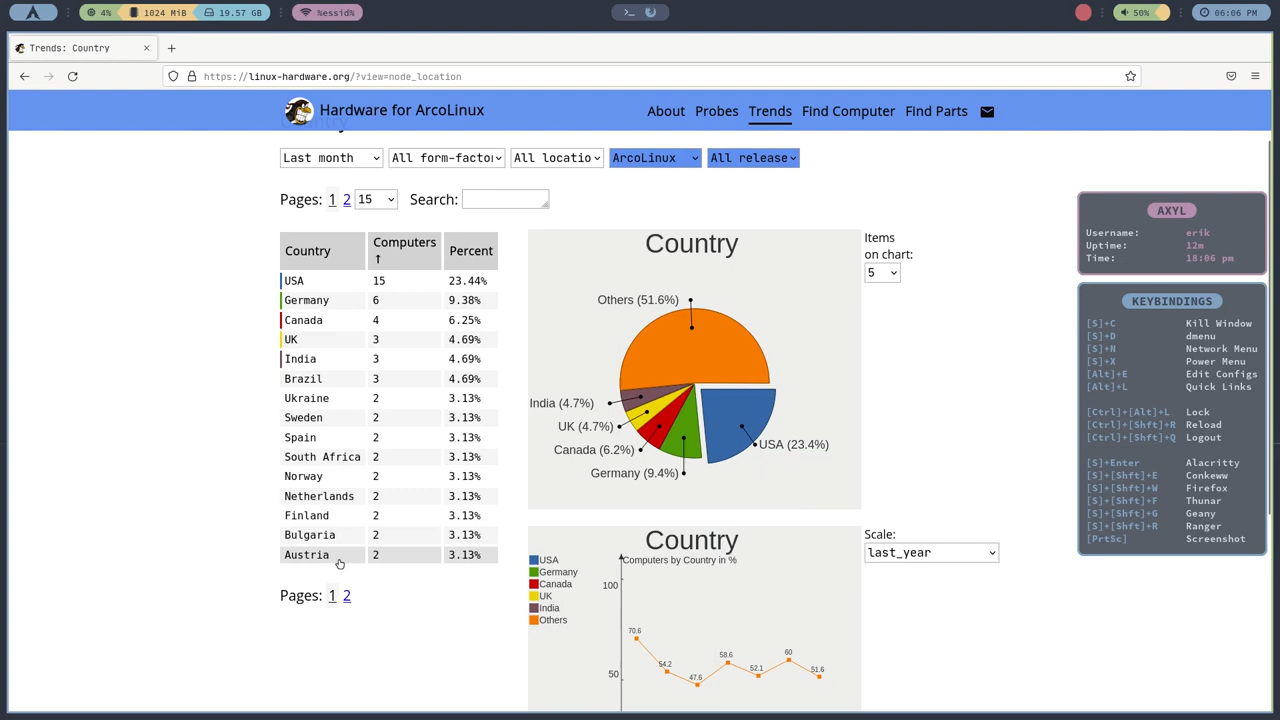 4% 1024 MiB 19.57 GB %essid% >_ 50% 06:06 PM
Trends: Country × +
https://linux-hardware.org/?view=node_location
Hardware for ArcoLinux About Probes Trends Find Computer Find Parts
Last month All form-factor All locatio ArcoLinux All release
Pages: 1 2 15 Search:
Country Computers ↑ Percent
USA 15 23.44%
Germany 6 9.38%
Canada 4 6.25%
UK 3 4.69%
India 3 4.69%
Brazil 3 4.69%
Ukraine 2 3.13%
Sweden 2 3.13%
Spain 2 3.13%
South Africa 2 3.13%
Norway 2 3.13%
Netherlands 2 3.13%
Finland 2 3.13%
Bulgaria 2 3.13%
Austria 2 3.13%
Pages: 1 2
Country
Others (51.6%)
India (4.7%)
UK (4.7%)
Canada (6.2%)
Germany (9.4%)
USA (23.4%)
Items
on chart:
5
Country
Computers by Country in %
USA
Germany
Canada
UK
India
Others
100
50
70.6
54.2
47.6
58.6
52.1
60
51.6
Scale:
last_year
AXYL
Username: erik
Uptime: 12m
Time: 18:06 pm
KEYBINDINGS
[S]+C Kill Window
[S]+D dmenu
[S]+N Network Menu
[S]+X Power Menu
[Alt]+E Edit Configs
[Alt]+L Quick Links
[Ctrl]+[Alt]+L Lock
[Ctrl]+[Shft]+R Reload
[Ctrl]+[Shft]+Q Logout
[S]+Enter Alacritty
[S]+[Shft]+E Conkeww
[S]+[Shft]+W Firefox
[S]+[Shft]+F Thunar
[S]+[Shft]+G Geany
[S]+[Shft]+R Ranger
[PrtSc] Screenshot